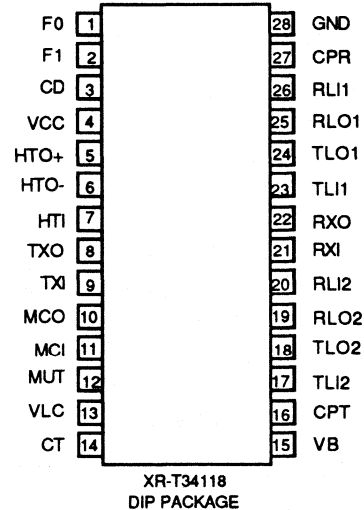 F0 1 28 GND
F1 2 27 CPR
CD 3 26 RLI1
VCC 4 25 RLO1
HTO+ 5 24 TLO1
HTO- 6 23 TLI1
HTI 7 22 RXO
TXO 8 21 RXI
TXI 9 20 RLI2
MCO 10 19 RLO2
MCI 11 18 TLO2
MUT 12 17 TLI2
VLC 13 16 CPT
CT 14 15 VB
XR-T34118
DIP PACKAGE